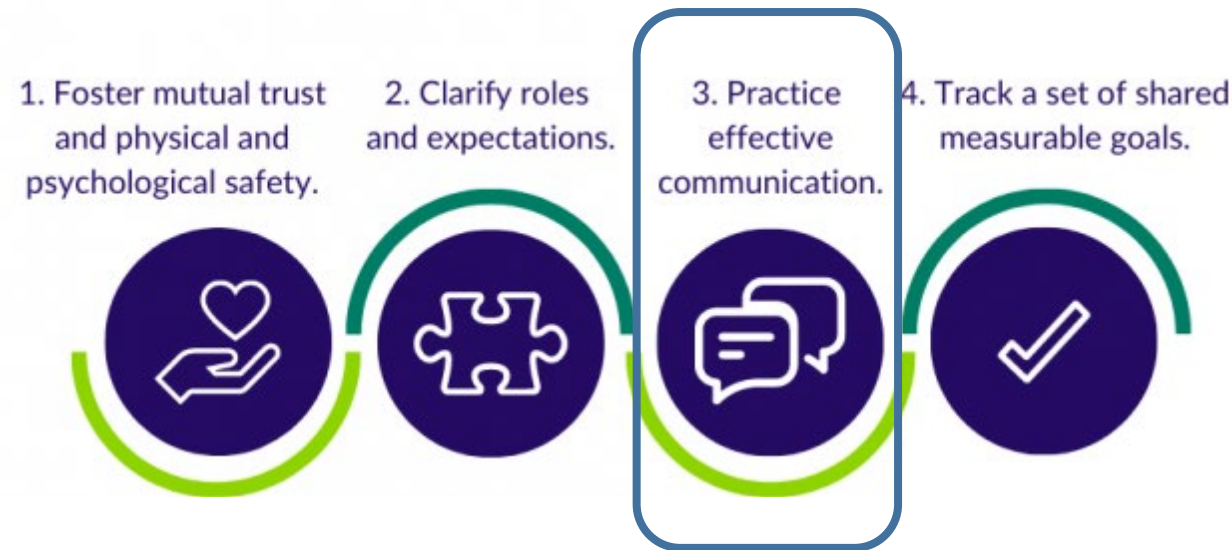 1. Foster mutual trust
and physical and
psychological safety.
2. Clarify roles
and expectations.
3. Practice
effective
communication.
4. Track a set of shared
measurable goals.